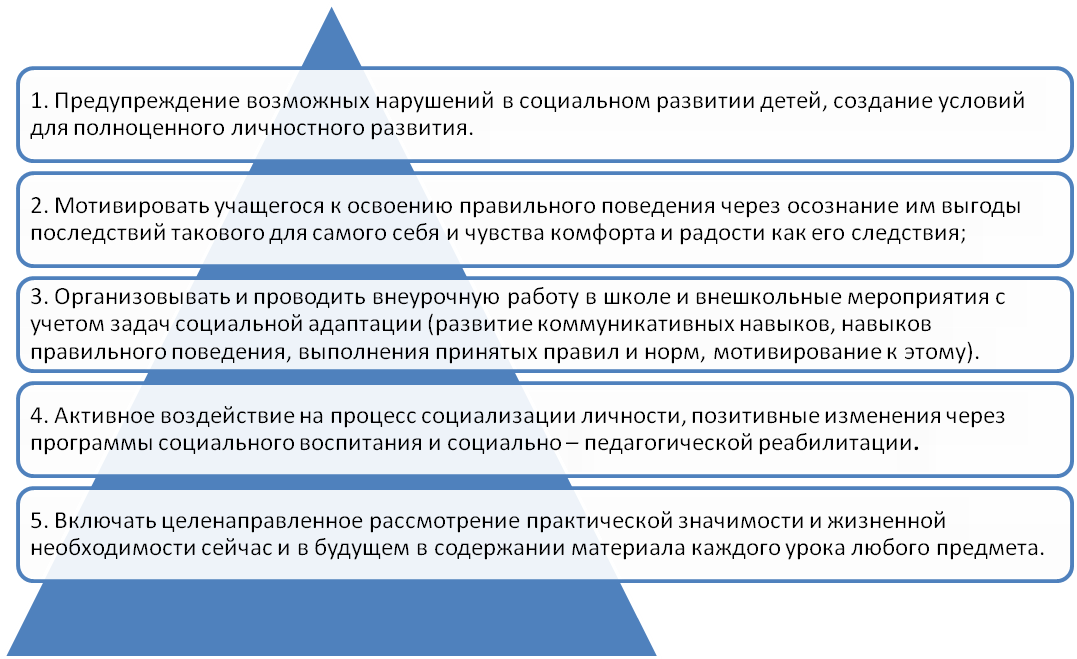 1. Предупреждение возможных нарушений в социальном развитии детей, создание условий
для полноценного личностного развития.
2. Мотивировать учащегося к освоению правильного поведения через осознание им выгоды
последствий такового для самого себя и чувства комфорта и радости как его следствия;
3. Организовывать и проводить внеурочную работу в школе и внешкольные мероприятия с
учетом задач социальной адаптации (развитие коммуникативных навыков, навыков
правильного поведения, выполнения принятых правил и норм, мотивирование к этому).
4. Активное воздействие на процесс социализации личности, позитивные изменения через
программы социального воспитания и социально – педагогической реабилитации.
5. Включать целенаправленное рассмотрение практической значимости и жизненной
необходимости сейчас и в будущем в содержании материала каждого урока любого предмета.